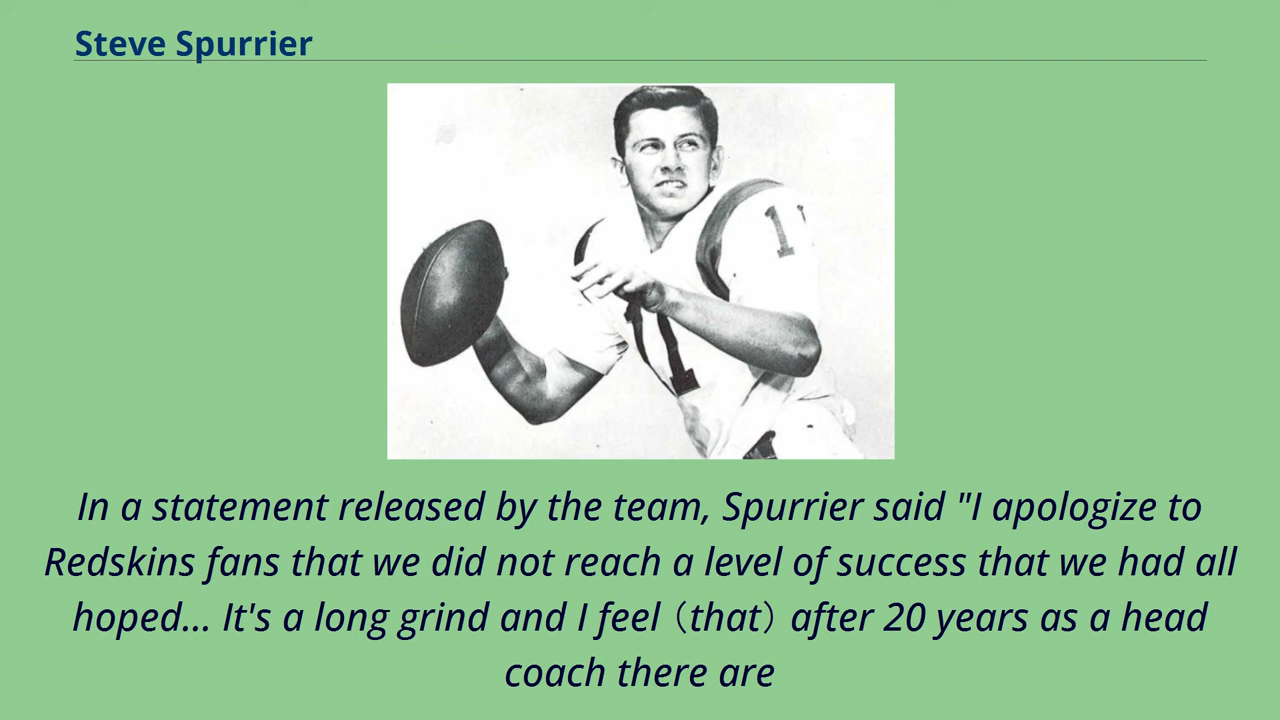 Steve Spurrier
11
1
In a statement released by the team, Spurrier said "I apologize to
Redskins fans that we did not reach a level of success that we had all
hoped... It's a long grind and I feel （that） after 20 years as a head
coach there are